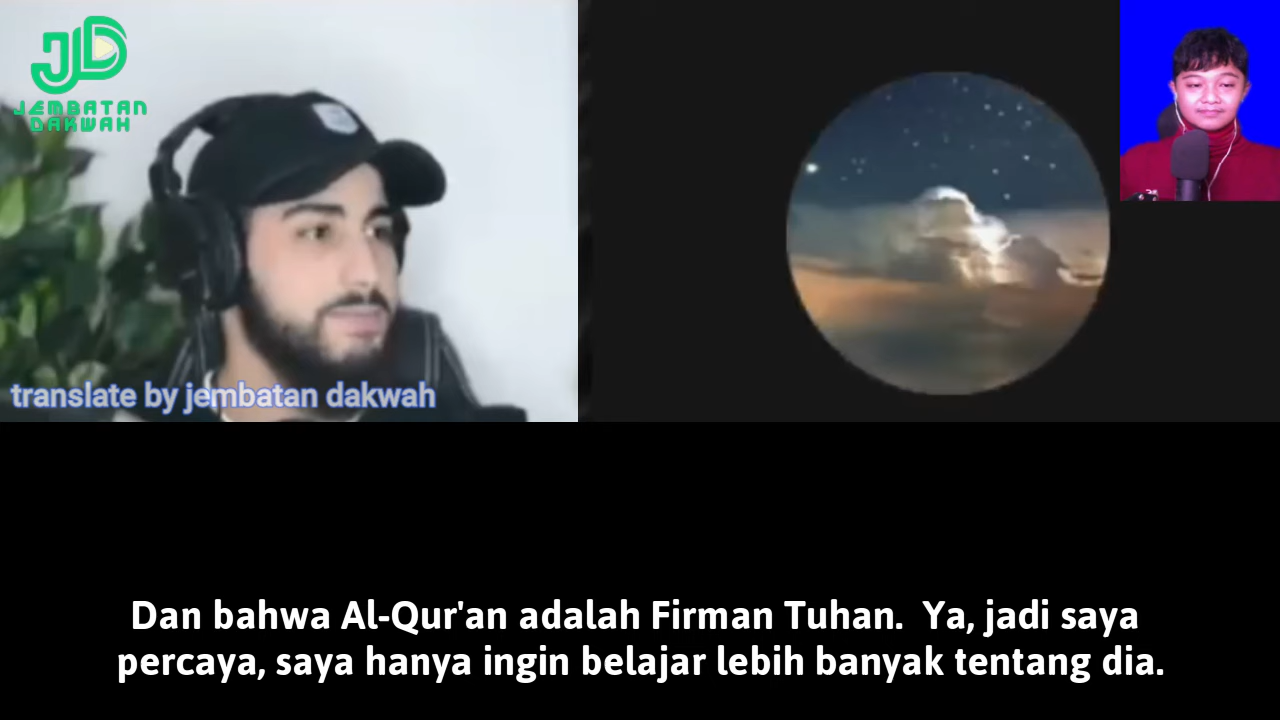 JEMBATAN
DAKWAH
translate by jembatan dakwah
Dan bahwa Al-Qur'an adalah Firman Tuhan.  Ya, jadi saya
percaya, saya hanya ingin belajar lebih banyak tentang dia.